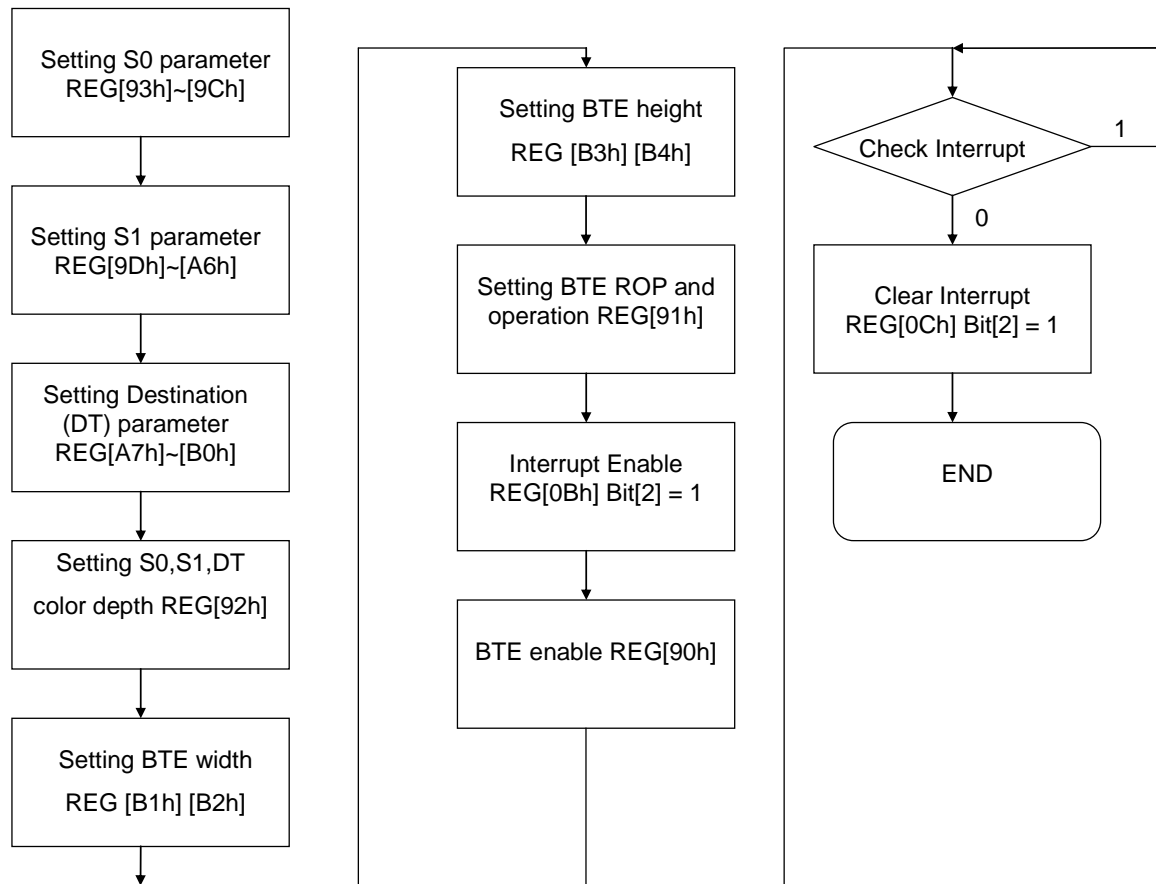 Setting S0 parameter
REG[93h]~[9Ch]
Setting S1 parameter
REG[9Dh]~[A6h]
Setting Destination
(DT) parameter
REG[A7h]~[B0h]
Setting S0,S1,DT
color depth REG[92h]
Setting BTE width
REG [B1h] [B2h]
Setting BTE height
REG [B3h] [B4h]
Setting BTE ROP and
operation REG[91h]
Interrupt Enable
REG[0Bh] Bit[2] = 1
BTE enable REG[90h]
Check Interrupt
1
0
Clear Interrupt
REG[0Ch] Bit[2] = 1
END